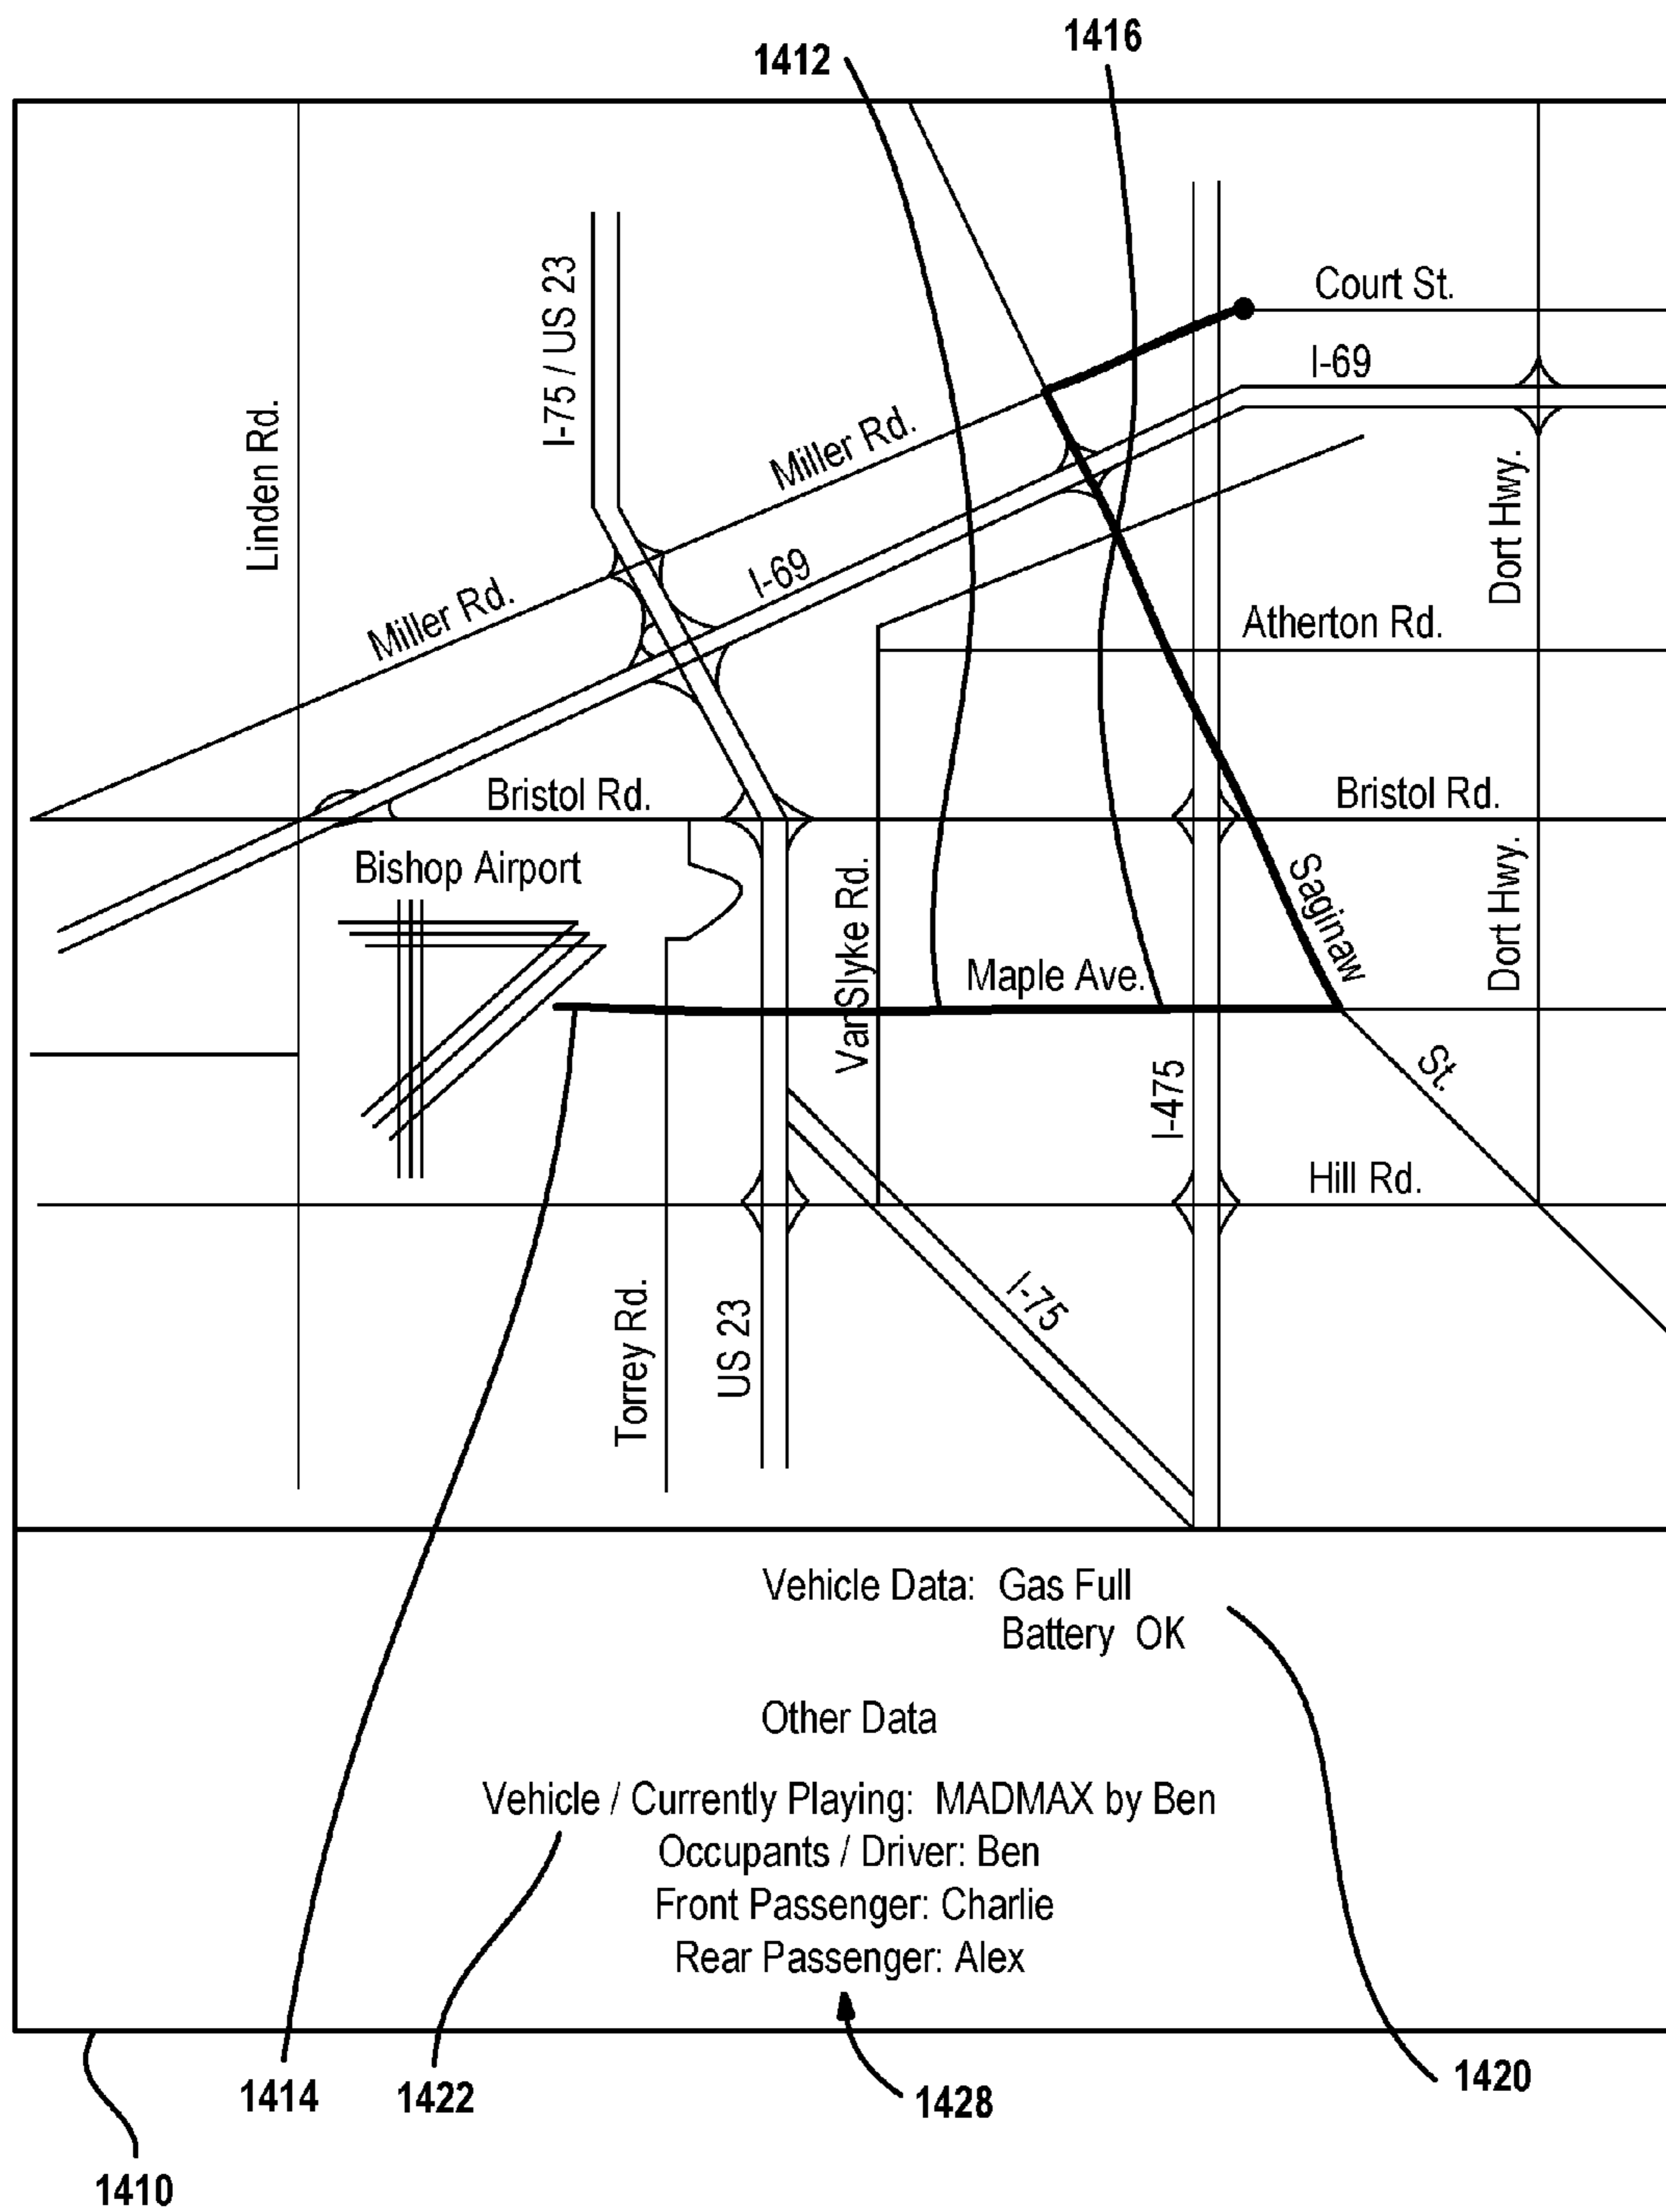 1412
1416
I-75 / US 23
Court St.
I-69
Linden Rd.
Miller Rd.
Dort Hwy.
I-69
Miller Rd.
Atherton Rd.
Bristol Rd.
Bristol Rd.
Bishop Airport
Van Slyke Rd.
Saginaw
Dort Hwy.
Maple Ave.
St.
I-475
Hill Rd.
I-75
Torrey Rd.
US 23
Vehicle Data: Gas Full
Battery OK
Other Data
Vehicle / Currently Playing: MADMAX by Ben
Occupants / Driver: Ben
Front Passenger: Charlie
Rear Passenger: Alex
1414
1422
1428
1420
1410